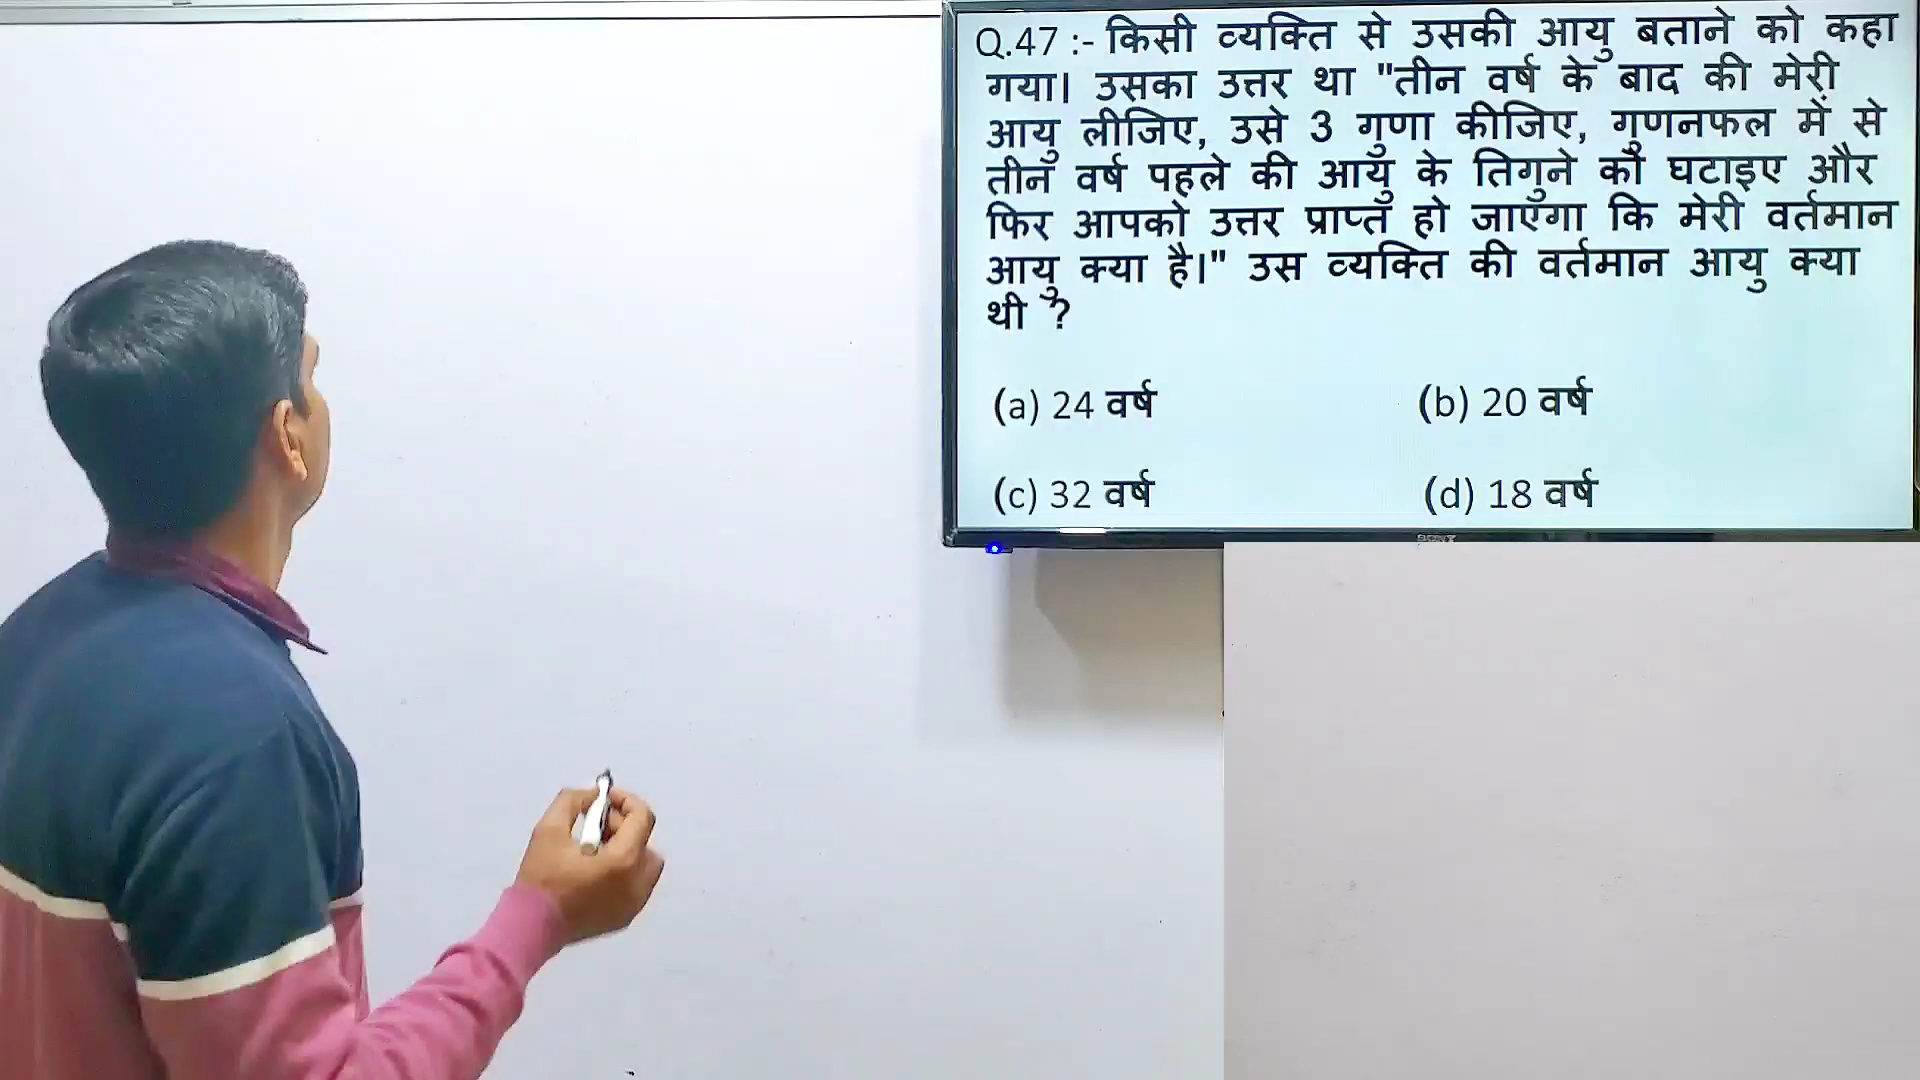 Q.47 :- किसी व्यक्ति से उसकी आयु बताने को कहा
गया। उसका उत्तर था "तीन वर्ष के बाद की मेरी
आयु लीजिए, उसे 3 गुणा कीजिए, गुणनफल में से
तीन वर्ष पहले की आयु के तिगुने को घटाइए और
फिर आपको उत्तर प्राप्त हो जाएगा कि मेरी वर्तमान
आयु क्या है।" उस व्यक्ति की वर्तमान आयु क्या
थी ?
(a) 24 वर्ष (b) 20 वर्ष
(c) 32 वर्ष (d) 18 वर्ष
SONY